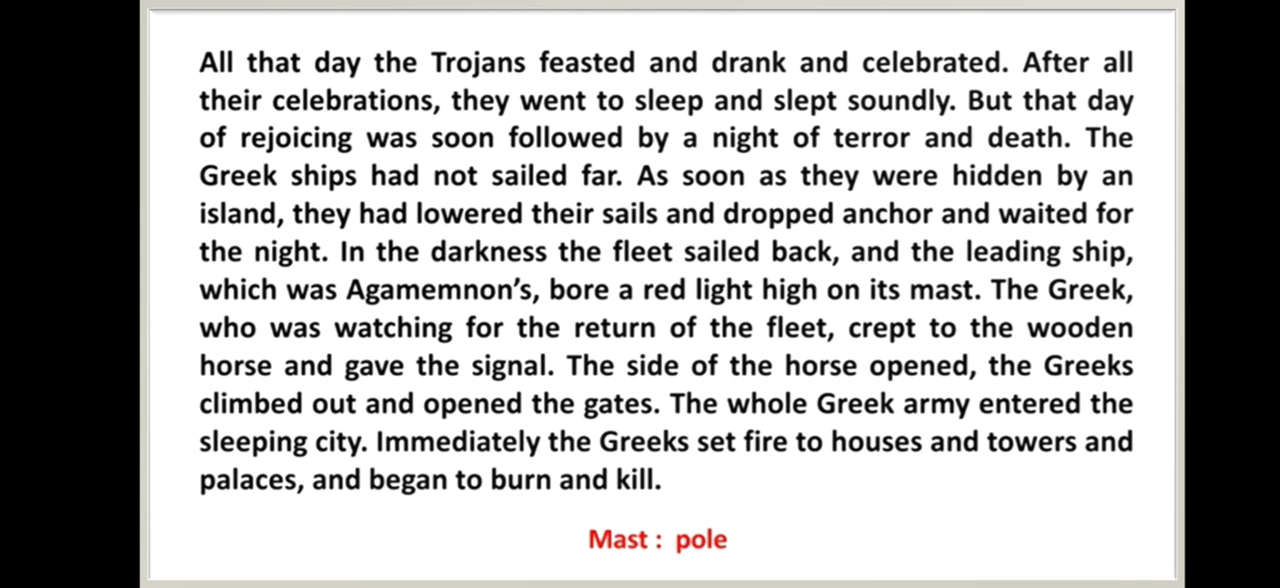 All that day the Trojans feasted and drank and celebrated. After all
their celebrations, they went to sleep and slept soundly. But that day
of rejoicing was soon followed by a night of terror and death. The
Greek ships had not sailed far. As soon as they were hidden by an
island, they had lowered their sails and dropped anchor and waited for
the night. In the darkness the fleet sailed back, and the leading ship,
which was Agamemnon’s, bore a red light high on its mast. The Greek,
who was watching for the return of the fleet, crept to the wooden
horse and gave the signal. The side of the horse opened, the Greeks
climbed out and opened the gates. The whole Greek army entered the
sleeping city. Immediately the Greeks set fire to houses and towers and
palaces, and began to burn and kill.
Mast : pole